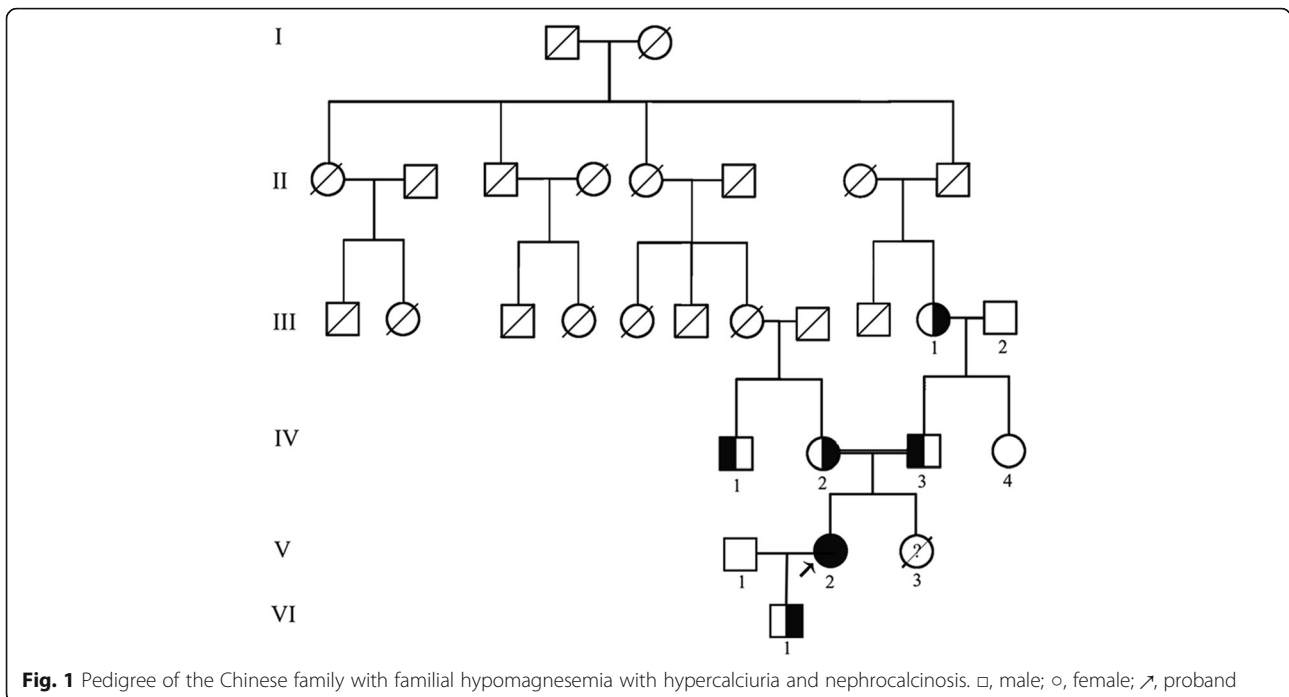 I
II
III
1 2
IV
1 2 3 4
V
?
1 2 3
VI
1
Fig. 1 Pedigree of the Chinese family with familial hypomagnesemia with hypercalciuria and nephrocalcinosis. □, male; ○, female; ↗, proband